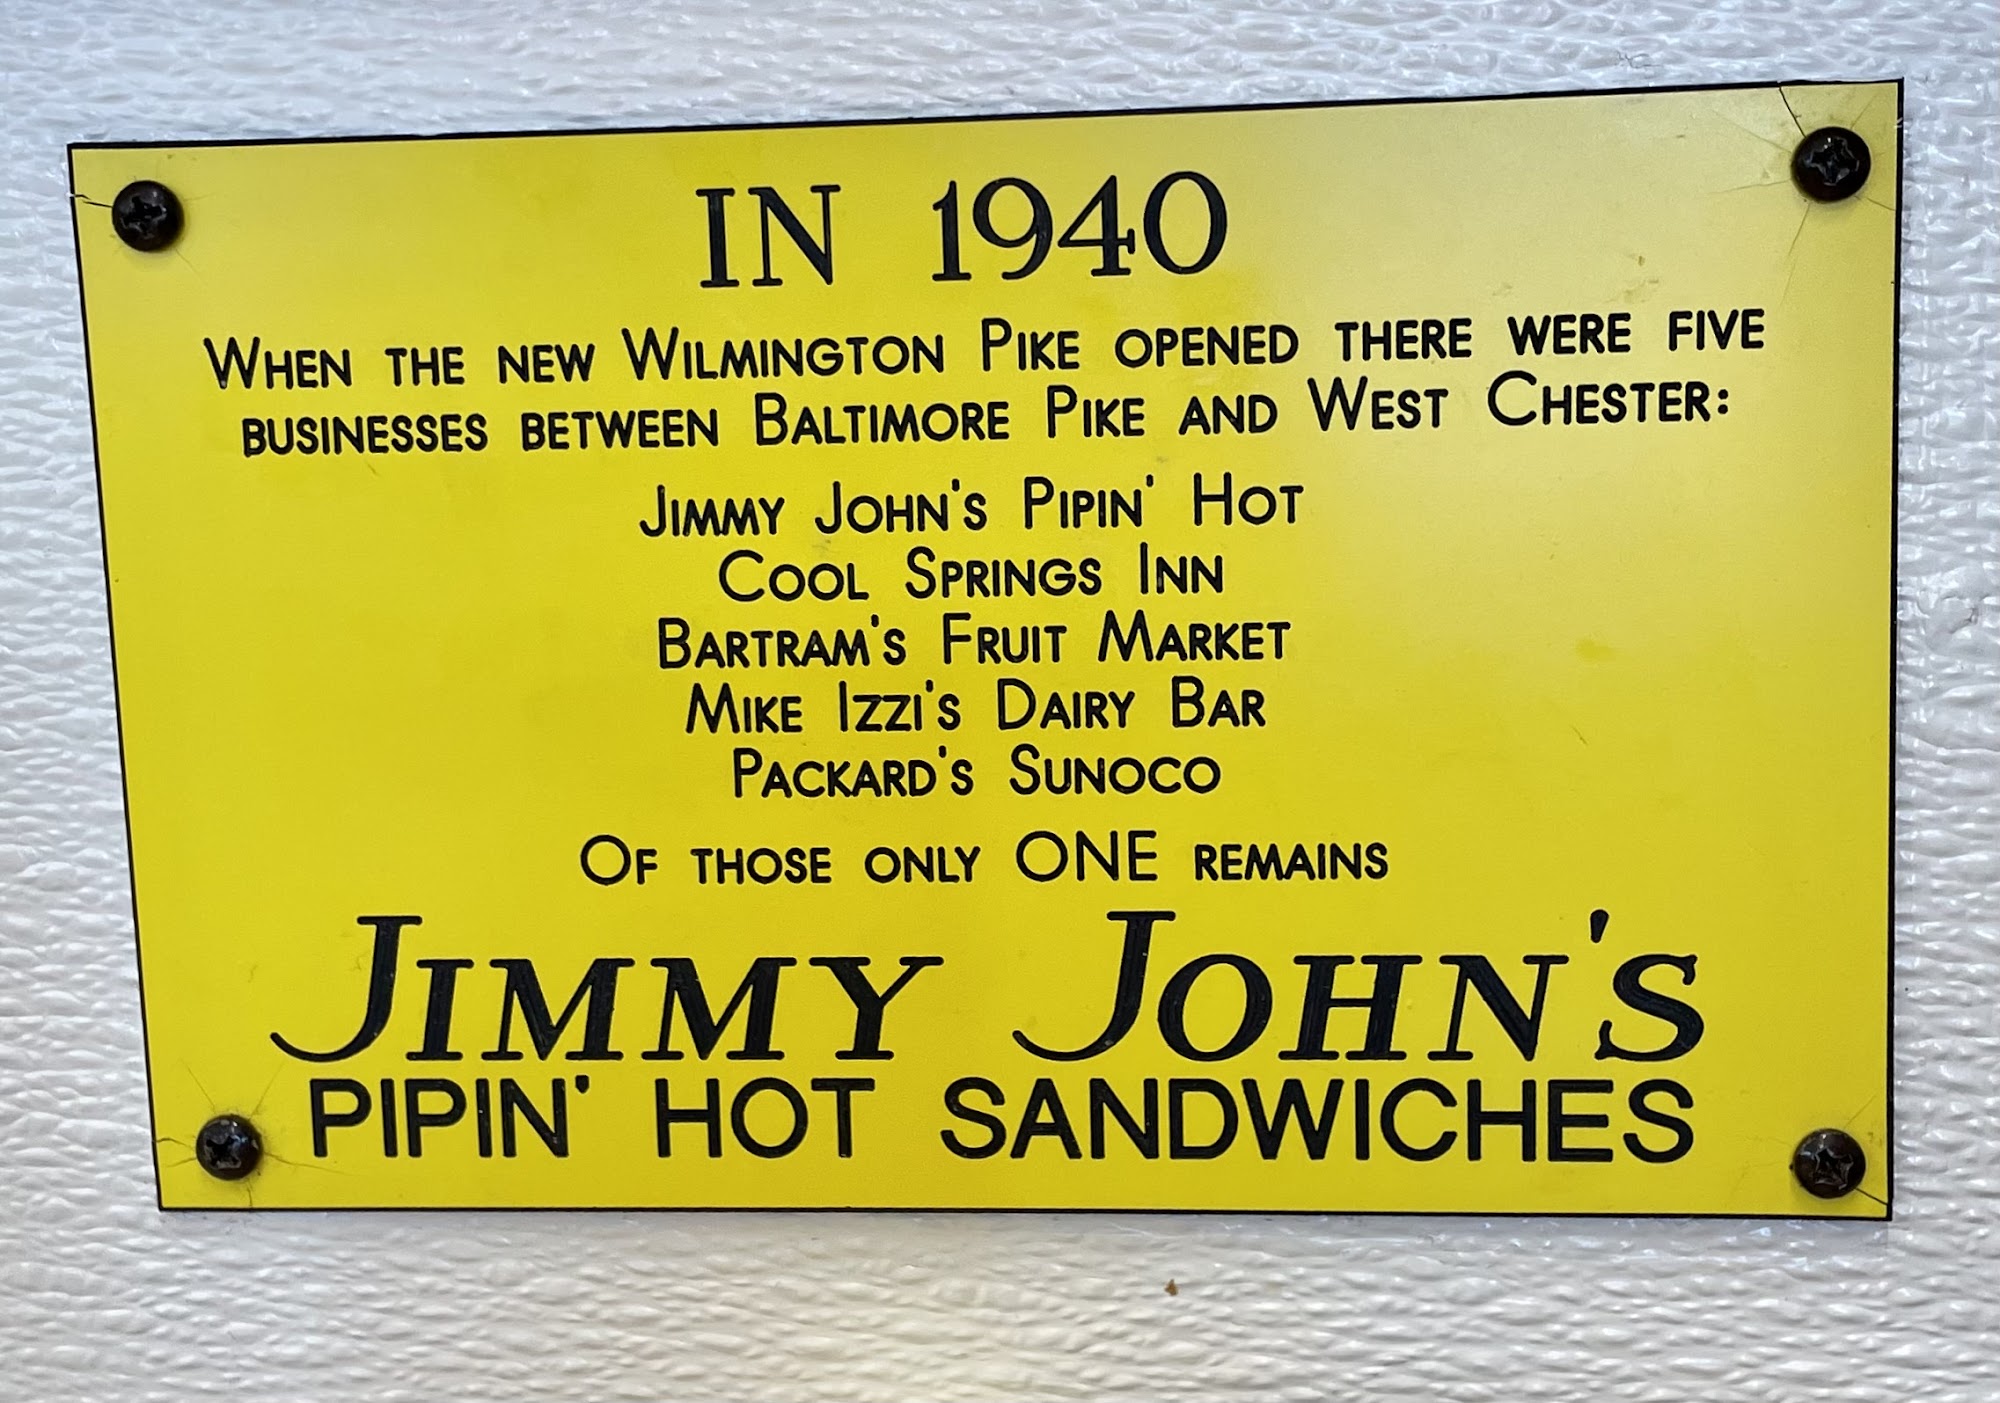 IN 1940
WHEN THE NEW WILMINGTON PIKE OPENED THERE WERE FIVE
BUSINESSES BETWEEN BALTIMORE PIKE AND WEST CHESTER:
JIMMY JOHN'S PIPIN' HOT
COOL SPRINGS INN
BARTRAM'S FRUIT MARKET
MIKE IZZI'S DAIRY BAR
PACKARD'S SUNOCO
OF THOSE ONLY ONE REMAINS
JIMMY JOHN'S
PIPIN' HOT SANDWICHES